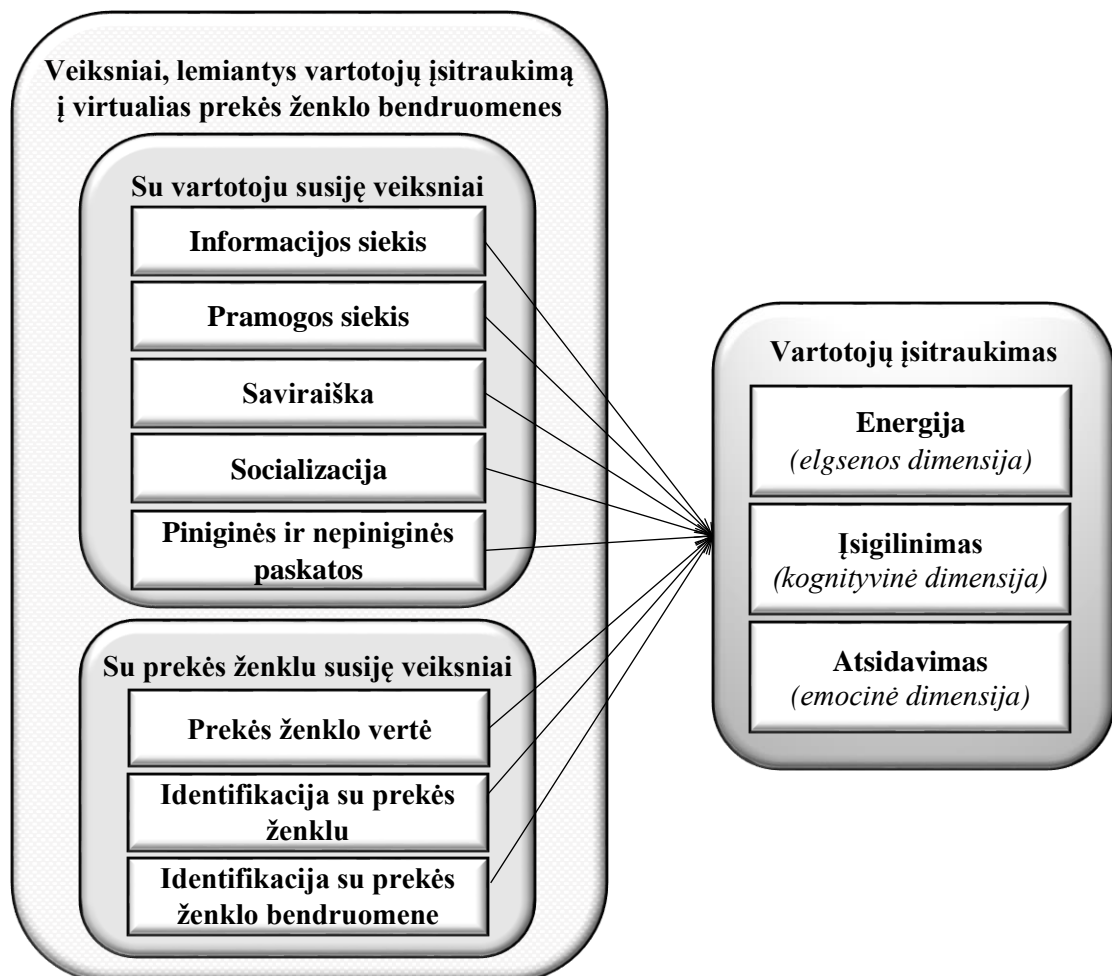 Veiksniai, lemiantys vartotojų įsitraukimą
į virtualias prekės ženklo bendruomenes
Su vartotoju susiję veiksniai
Informacijos siekis
Pramogos siekis
Saviraiška
Socializacija
Piniginės ir nepiniginės
paskatos
Su prekės ženklu susiję veiksniai
Prekės ženklo vertė
Identifikacija su prekės
ženklu
Identifikacija su prekės
ženklo bendruomene
Vartotojų įsitraukimas
Energija
(elgsenos dimensija)
Įsigilinimas
(kognityvinė dimensija)
Atsidavimas
(emocinė dimensija)